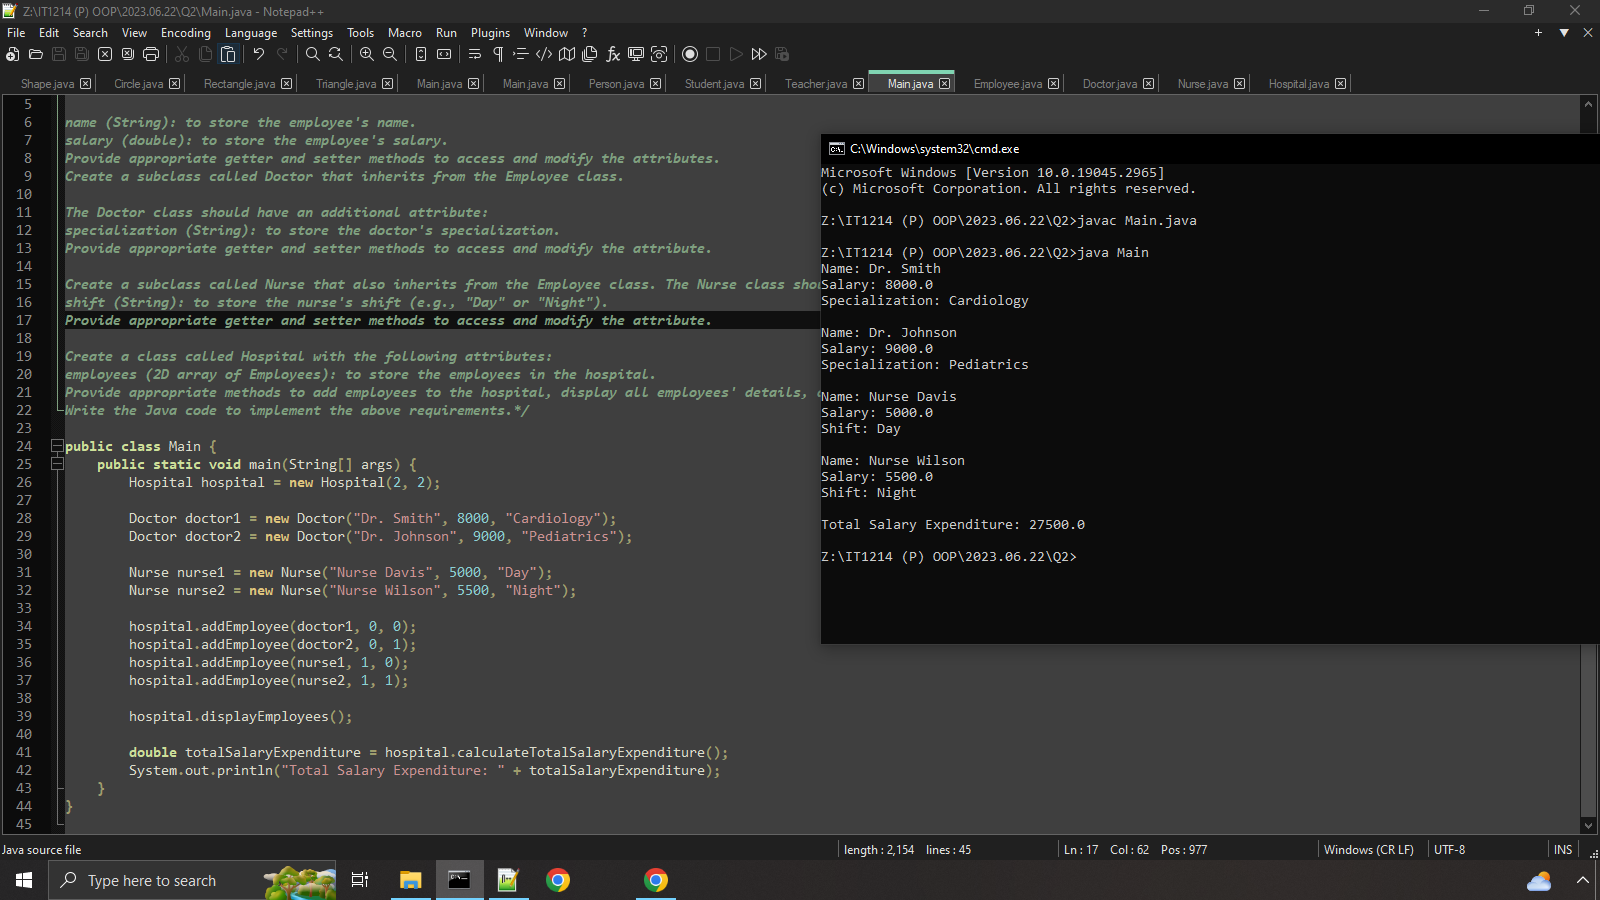 Z:\IT1214 (P) OOP\2023.06.22\Q2\Main.java - Notepad++
File Edit Search View Encoding Language Settings Tools Macro Run Plugins Window ?
Shape.java Circle.java Rectangle.java Triangle.java Main.java Main.java Person.java Student.java Teacher.java Main.java Employee.java Doctor.java Nurse.java Hospital.java
5
6 name (String): to store the employee's name.
7 salary (double): to store the employee's salary.
8 Provide appropriate getter and setter methods to access and modify the attributes.
9 Create a subclass called Doctor that inherits from the Employee class.
10
11 The Doctor class should have an additional attribute:
12 specialization (String): to store the doctor's specialization.
13 Provide appropriate getter and setter methods to access and modify the attribute.
14
15 Create a subclass called Nurse that also inherits from the Employee class. The Nurse class
16 shift (String): to store the nurse's shift (e.g., "Day" or "Night").
17 Provide appropriate getter and setter methods to access and modify the attribute.
18
19 Create a class called Hospital with the following attributes:
20 employees (2D array of Employees): to store the employees in the hospital.
21 Provide appropriate methods to add employees to the hospital, display all employees' details,
22 Write the Java code to implement the above requirements.*/
23
24 public class Main {
25 public static void main(String[] args) {
26 Hospital hospital = new Hospital(2, 2);
27
28 Doctor doctor1 = new Doctor("Dr. Smith", 8000, "Cardiology");
29 Doctor doctor2 = new Doctor("Dr. Johnson", 9000, "Pediatrics");
30
31 Nurse nurse1 = new Nurse("Nurse Davis", 5000, "Day");
32 Nurse nurse2 = new Nurse("Nurse Wilson", 5500, "Night");
33
34 hospital.addEmployee(doctor1, 0, 0);
35 hospital.addEmployee(doctor2, 0, 1);
36 hospital.addEmployee(nurse1, 1, 0);
37 hospital.addEmployee(nurse2, 1, 1);
38
39 hospital.displayEmployees();
40
41 double totalSalaryExpenditure = hospital.calculateTotalSalaryExpenditure();
42 System.out.println("Total Salary Expenditure: " + totalSalaryExpenditure);
43 }
44 }
45
C:\Windows\system32\cmd.exe
Microsoft Windows [Version 10.0.19045.2965]
(c) Microsoft Corporation. All rights reserved.
Z:\IT1214 (P) OOP\2023.06.22\Q2>javac Main.java
Z:\IT1214 (P) OOP\2023.06.22\Q2>java Main
Name: Dr. Smith
Salary: 8000.0
Specialization: Cardiology
Name: Dr. Johnson
Salary: 9000.0
Specialization: Pediatrics
Name: Nurse Davis
Salary: 5000.0
Shift: Day
Name: Nurse Wilson
Salary: 5500.0
Shift: Night
Total Salary Expenditure: 27500.0
Z:\IT1214 (P) OOP\2023.06.22\Q2>
Java source file length : 2,154 lines : 45 Ln : 17 Col : 62 Pos : 977 Windows (CR LF) UTF-8 INS
Type here to search